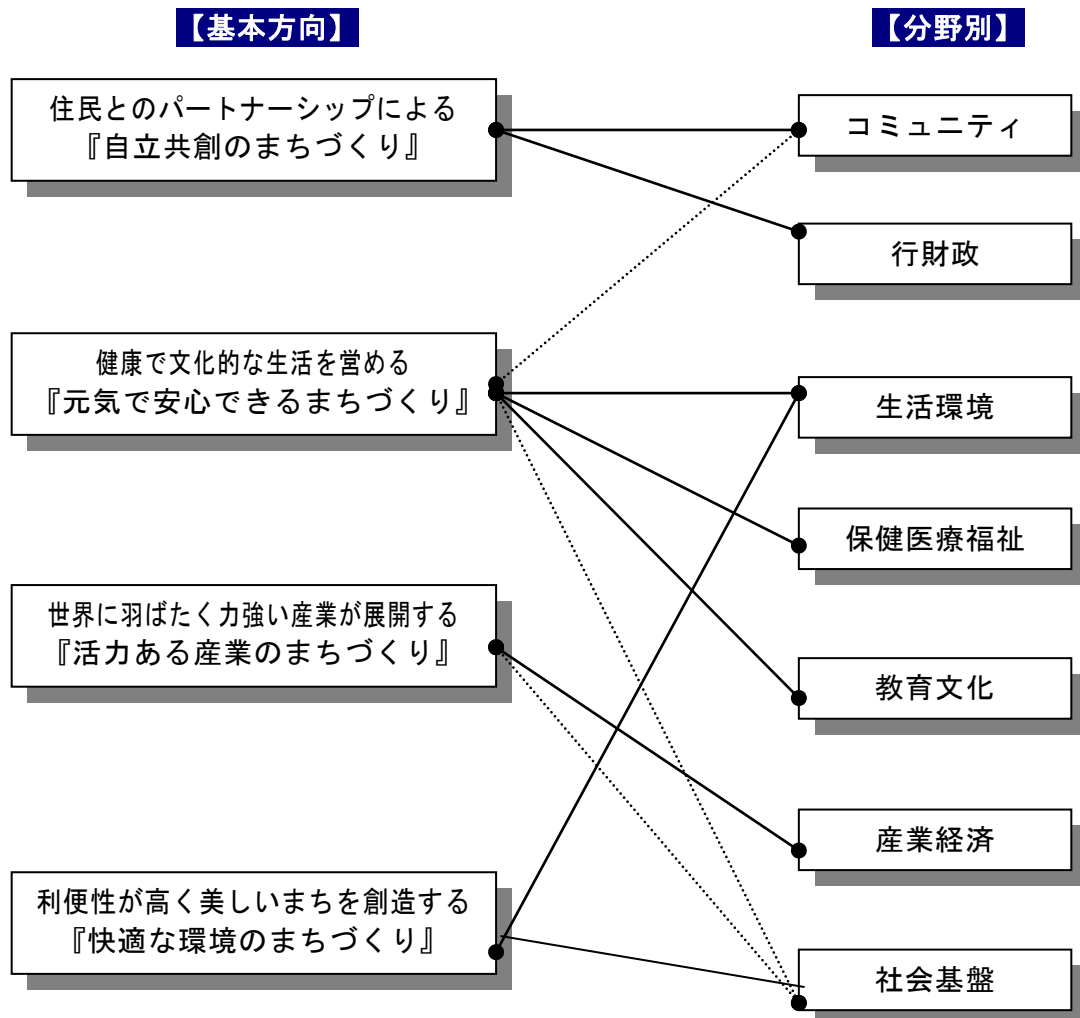 【基本方向】
【分野別】
住民とのパートナーシップによる
『自立共創のまちづくり』
コミュニティ
行財政
健康で文化的な生活を営める
『元気で安心できるまちづくり』
生活環境
保健医療福祉
世界に羽ばたく力強い産業が展開する
『活力ある産業のまちづくり』
教育文化
産業経済
利便性が高く美しいまちを創造する
『快適な環境のまちづくり』
社会基盤